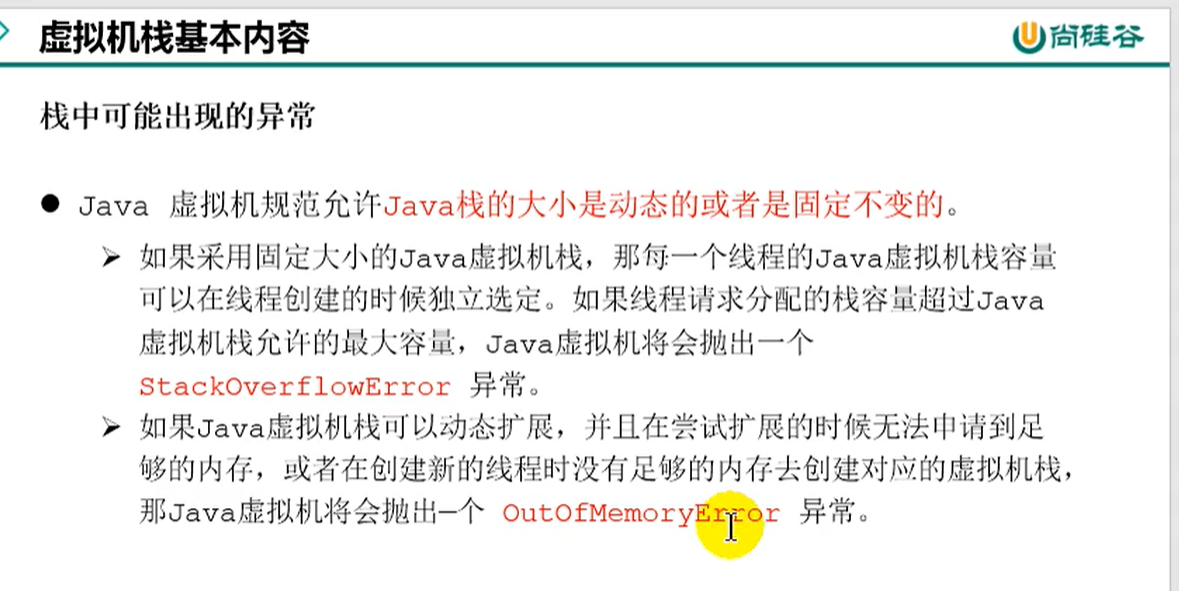 虚拟机栈基本内容
尚硅谷
栈中可能出现的异常
● Java 虚拟机规范允许Java栈的大小是动态的或者是固定不变的。
➢ 如果采用固定大小的Java虚拟机栈，那每一个线程的Java虚拟机栈容量
可以在线程创建的时候独立选定。如果线程请求分配的栈容量超过Java
虚拟机栈允许的最大容量，Java虚拟机将会抛出一个
StackOverflowError 异常。
➢ 如果Java虚拟机栈可以动态扩展，并且在尝试扩展的时候无法申请到足
够的内存，或者在创建新的线程时没有足够的内存去创建对应的虚拟机栈，
那Java虚拟机将会抛出一个 OutOfMemoryError 异常。